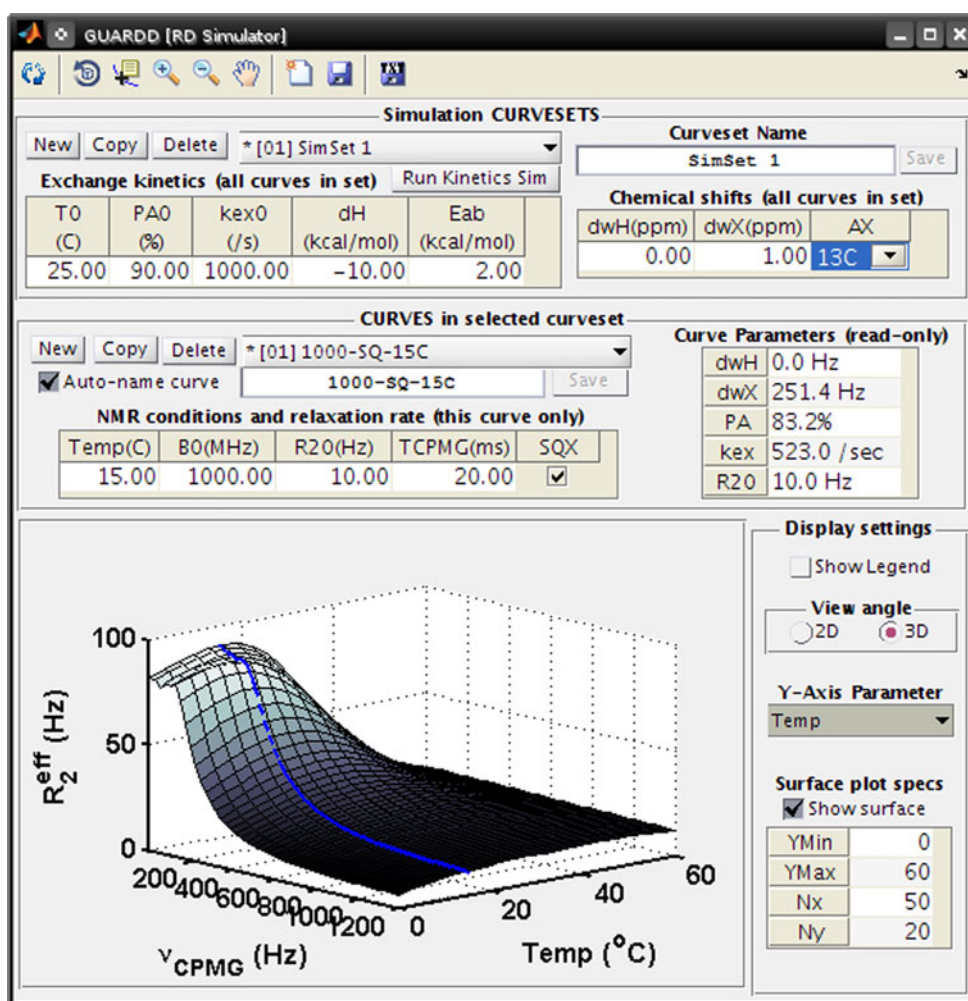 GUARDD [RD Simulator]
Simulation CURVESETS
New Copy Delete * [01] SimSet 1
Curveset Name
SimSet 1 Save
Exchange kinetics (all curves in set) Run Kinetics Sim
Chemical shifts (all curves in set)
T0 PA0 kex0 dH Eab
(C) (%) (/s) (kcal/mol) (kcal/mol)
25.00 90.00 1000.00 −10.00 2.00
dwH(ppm) dwX(ppm) AX
0.00 1.00 13C
CURVES in selected curveset
New Copy Delete * [01] 1000-SQ-15C
Auto-name curve 1000-SQ-15C Save
NMR conditions and relaxation rate (this curve only)
Temp(C) B0(MHz) R20(Hz) TCPMG(ms) SQX
15.00 1000.00 10.00 20.00
Curve Parameters (read-only)
dwH 0.0 Hz
dwX 251.4 Hz
PA 83.2%
kex 523.0 /sec
R20 10.0 Hz
100
50
0
R2eff (Hz)
200 400 600 800 1000 1200
νCPMG (Hz)
0 20 40 60
Temp (°C)
Display settings
Show Legend
View angle
2D 3D
Y-Axis Parameter
Temp
Surface plot specs
Show surface
YMin 0
YMax 60
Nx 50
Ny 20